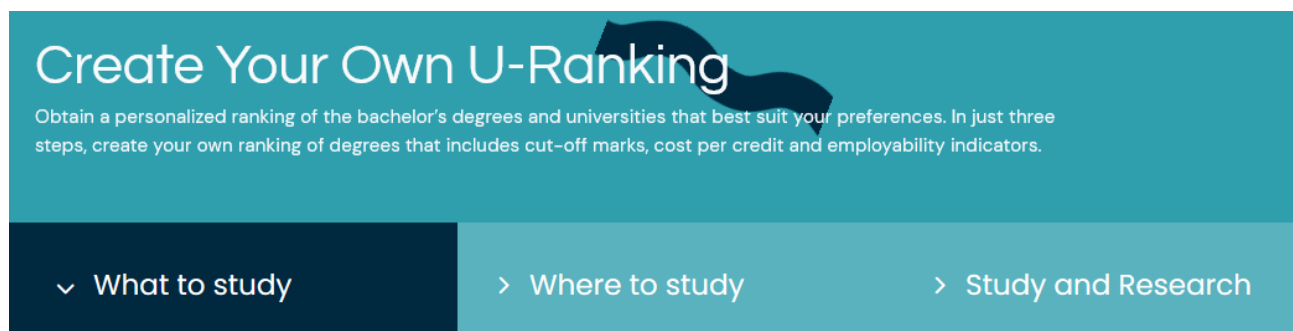 Create Your Own U-Ranking
Obtain a personalized ranking of the bachelor's degrees and universities that best suit your preferences. In just three
steps, create your own ranking of degrees that includes cut-off marks, cost per credit and employability indicators.
What to study
Where to study
Study and Research